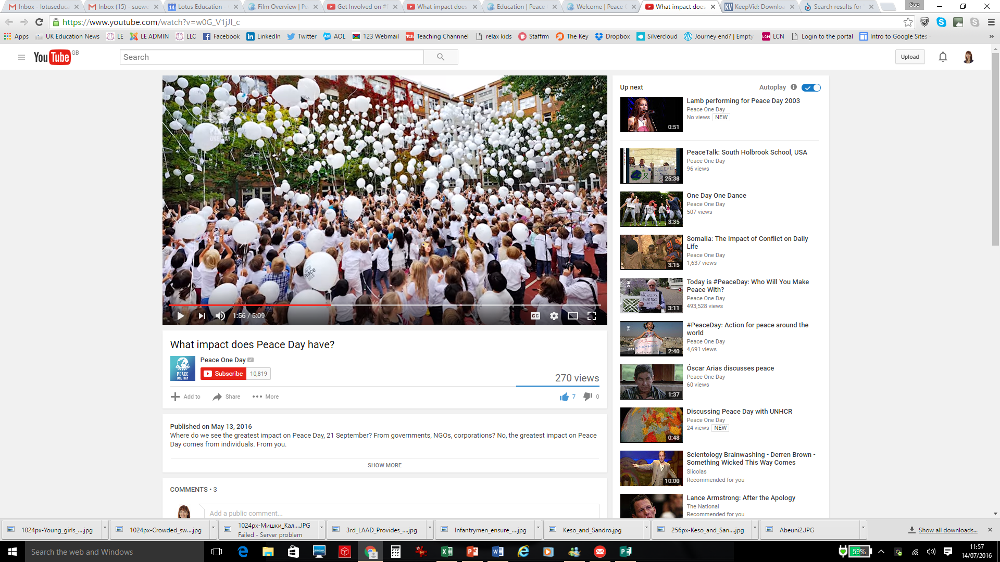 Inbox - lotuseduca
Inbox (15) - suewe
Lotus Education -
Film Overview | Pe
Get Involved on #P
What impact does
Education | Peace
Welcome | Peace O
What impact does
KeepVid: Downloa
Search results for
Sue
https://www.youtube.com/watch?v=w0G_V1jJI_c
Apps
UK Education News
LE
LE ADMIN
LLC
Facebook
LinkedIn
Twitter
AOL
123 Webmail
Teaching Channnel
relax kids
Staffrm
The Key
Dropbox
Silvercloud
Journey end? | Empty
LCN
Login to the portal
Intro to Google Sites
»
YouTube GB
Search
Upload
PEACE
ONE DAY
1:56 / 5:09
CC
What impact does Peace Day have?
PEACE
ONE DAY
Peace One Day
Subscribe 10,819
270 views
Add to
Share
More
7
0
Published on May 13, 2016
Where do we see the greatest impact on Peace Day, 21 September? From governments, NGOs, corporations? No, the greatest impact on Peace
Day comes from individuals. From you.
SHOW MORE
COMMENTS • 3
Add a public comment...
Up next
Autoplay
Lamb performing for Peace Day 2003
Peace One Day
No views NEW
0:51
PeaceTalk: South Holbrook School, USA
Peace One Day
96 views
25:38
One Day One Dance
Peace One Day
507 views
3:35
Somalia: The Impact of Conflict on Daily
Life
Peace One Day
1,637 views
3:15
Today is #PeaceDay: Who Will You Make
Peace With?
Peace One Day
493,528 views
WHO WILL YOU
MAKE PEACE
WITH?
3:11
#PeaceDay: Action for peace around the
world
Peace One Day
4,691 views
2:40
Óscar Arias discusses peace
Peace One Day
60 views
1:37
Discussing Peace Day with UNHCR
Peace One Day
24 views NEW
0:48
Scientology Brainwashing - Derren Brown -
Something Wicked This Way Comes
Slicolas
Recommended for you
10:00
Lance Armstrong: After the Apology
The National
Recommended for you
1024px-Young_girls_....jpg
1024px-Crowded_sw....jpg
1024px-Мишки_Кал....JPG
Failed - Server problem
3rd_LAAD_Provides_....jpg
Infantrymen_ensure_....jpg
Keso_and_Sandro.jpg
256px-Keso_and_San....jpg
Abeuni2.JPG
Show all downloads...
Search the web and Windows
59%
11:57
14/07/2016